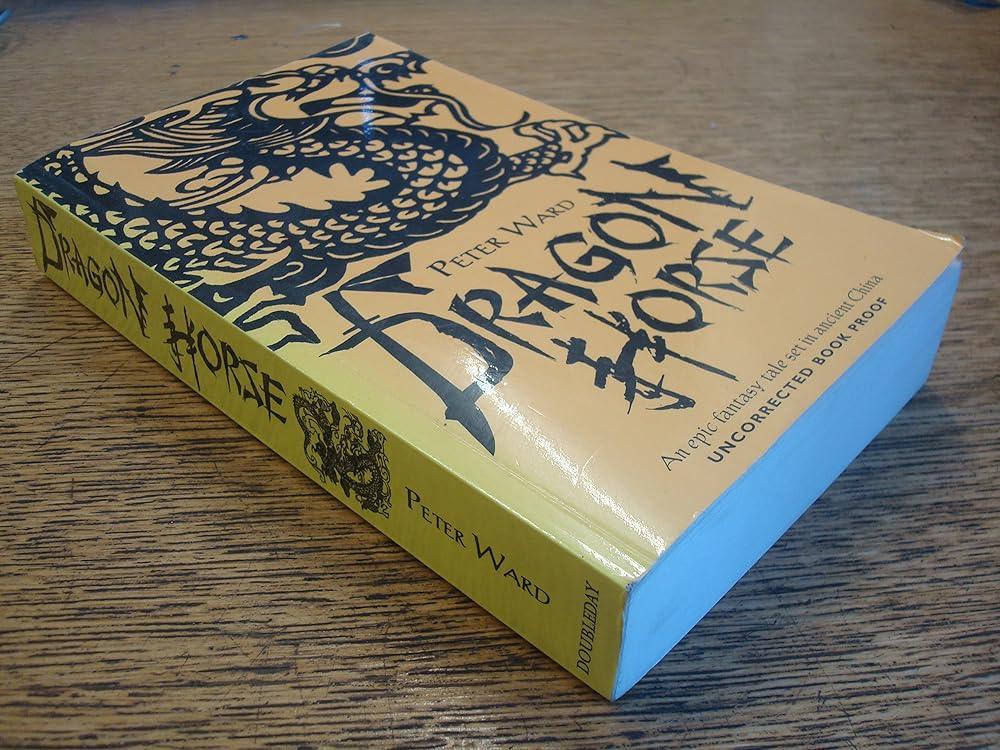 PETER WARD
DRAGON
HORSE
An epic fantasy tale set in ancient China
UNCORRECTED BOOK PROOF
DRAGON HORSE PETER WARD DOUBLEDAY